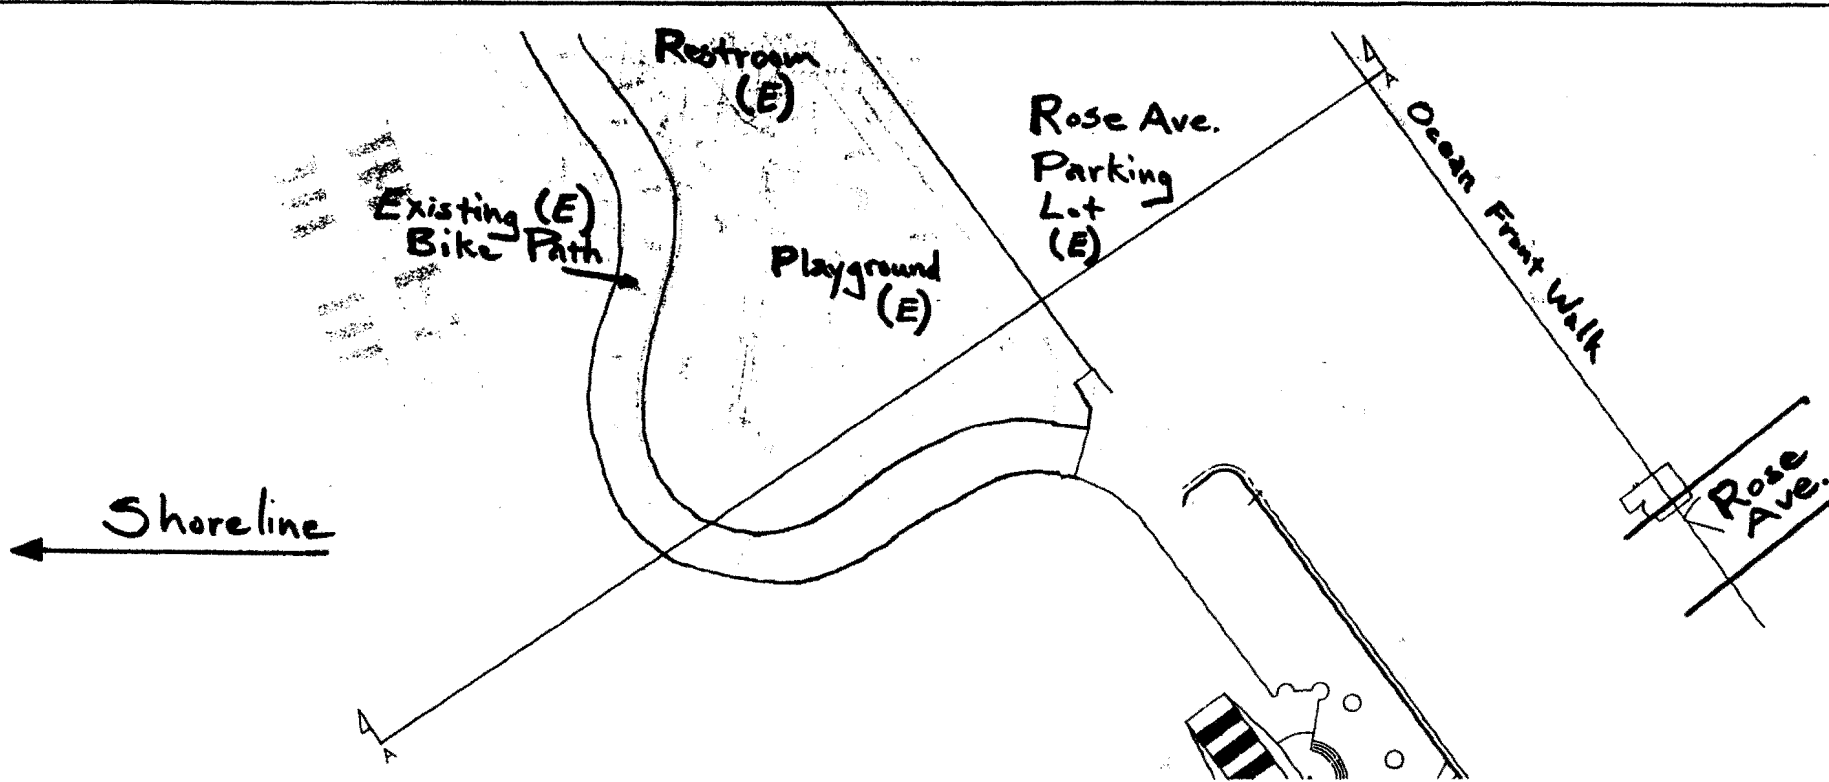 Restroom
(E)
Rose Ave.
Parking
Lot
(E)
A
Ocean Front Walk
Existing (E)
Bike Path
Playground
(E)
Rose
Ave.
Shoreline
A